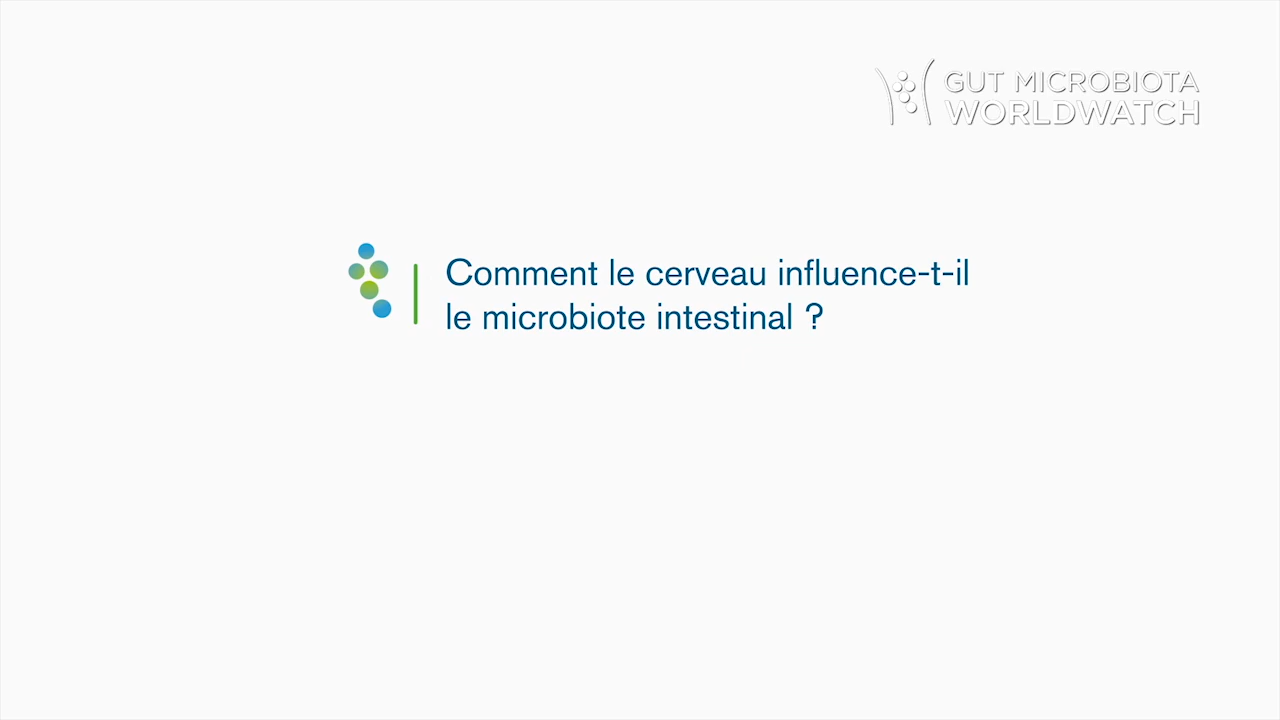 GUT MICROBIOTA
WORLDWATCH
Comment le cerveau influence-t-il
le microbiote intestinal ?